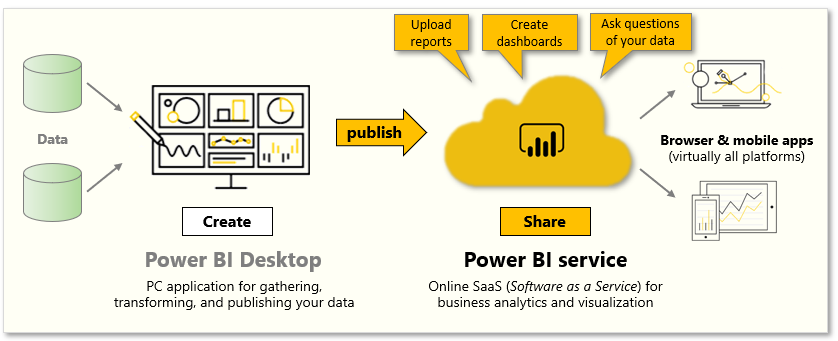 Upload
reports
Create
dashboards
Ask questions
of your data
Data
publish
Browser & mobile apps
(virtually all platforms)
Create
Share
Power BI Desktop
Power BI service
PC application for gathering,
transforming, and publishing your data
Online SaaS (Software as a Service) for
business analytics and visualization